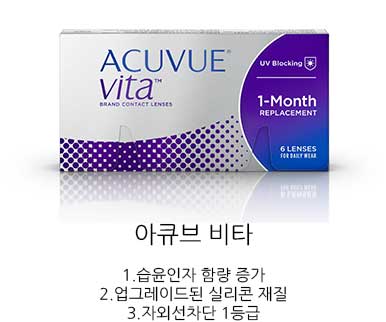 ACUVUE®
vita™
BRAND CONTACT LENSES
UV Blocking
1-Month
REPLACEMENT
6 LENSES
FOR DAILY WEAR
아큐브 비타
1.습윤인자 함량 증가
2.업그레이드된 실리콘 재질
3.자외선차단 1등급